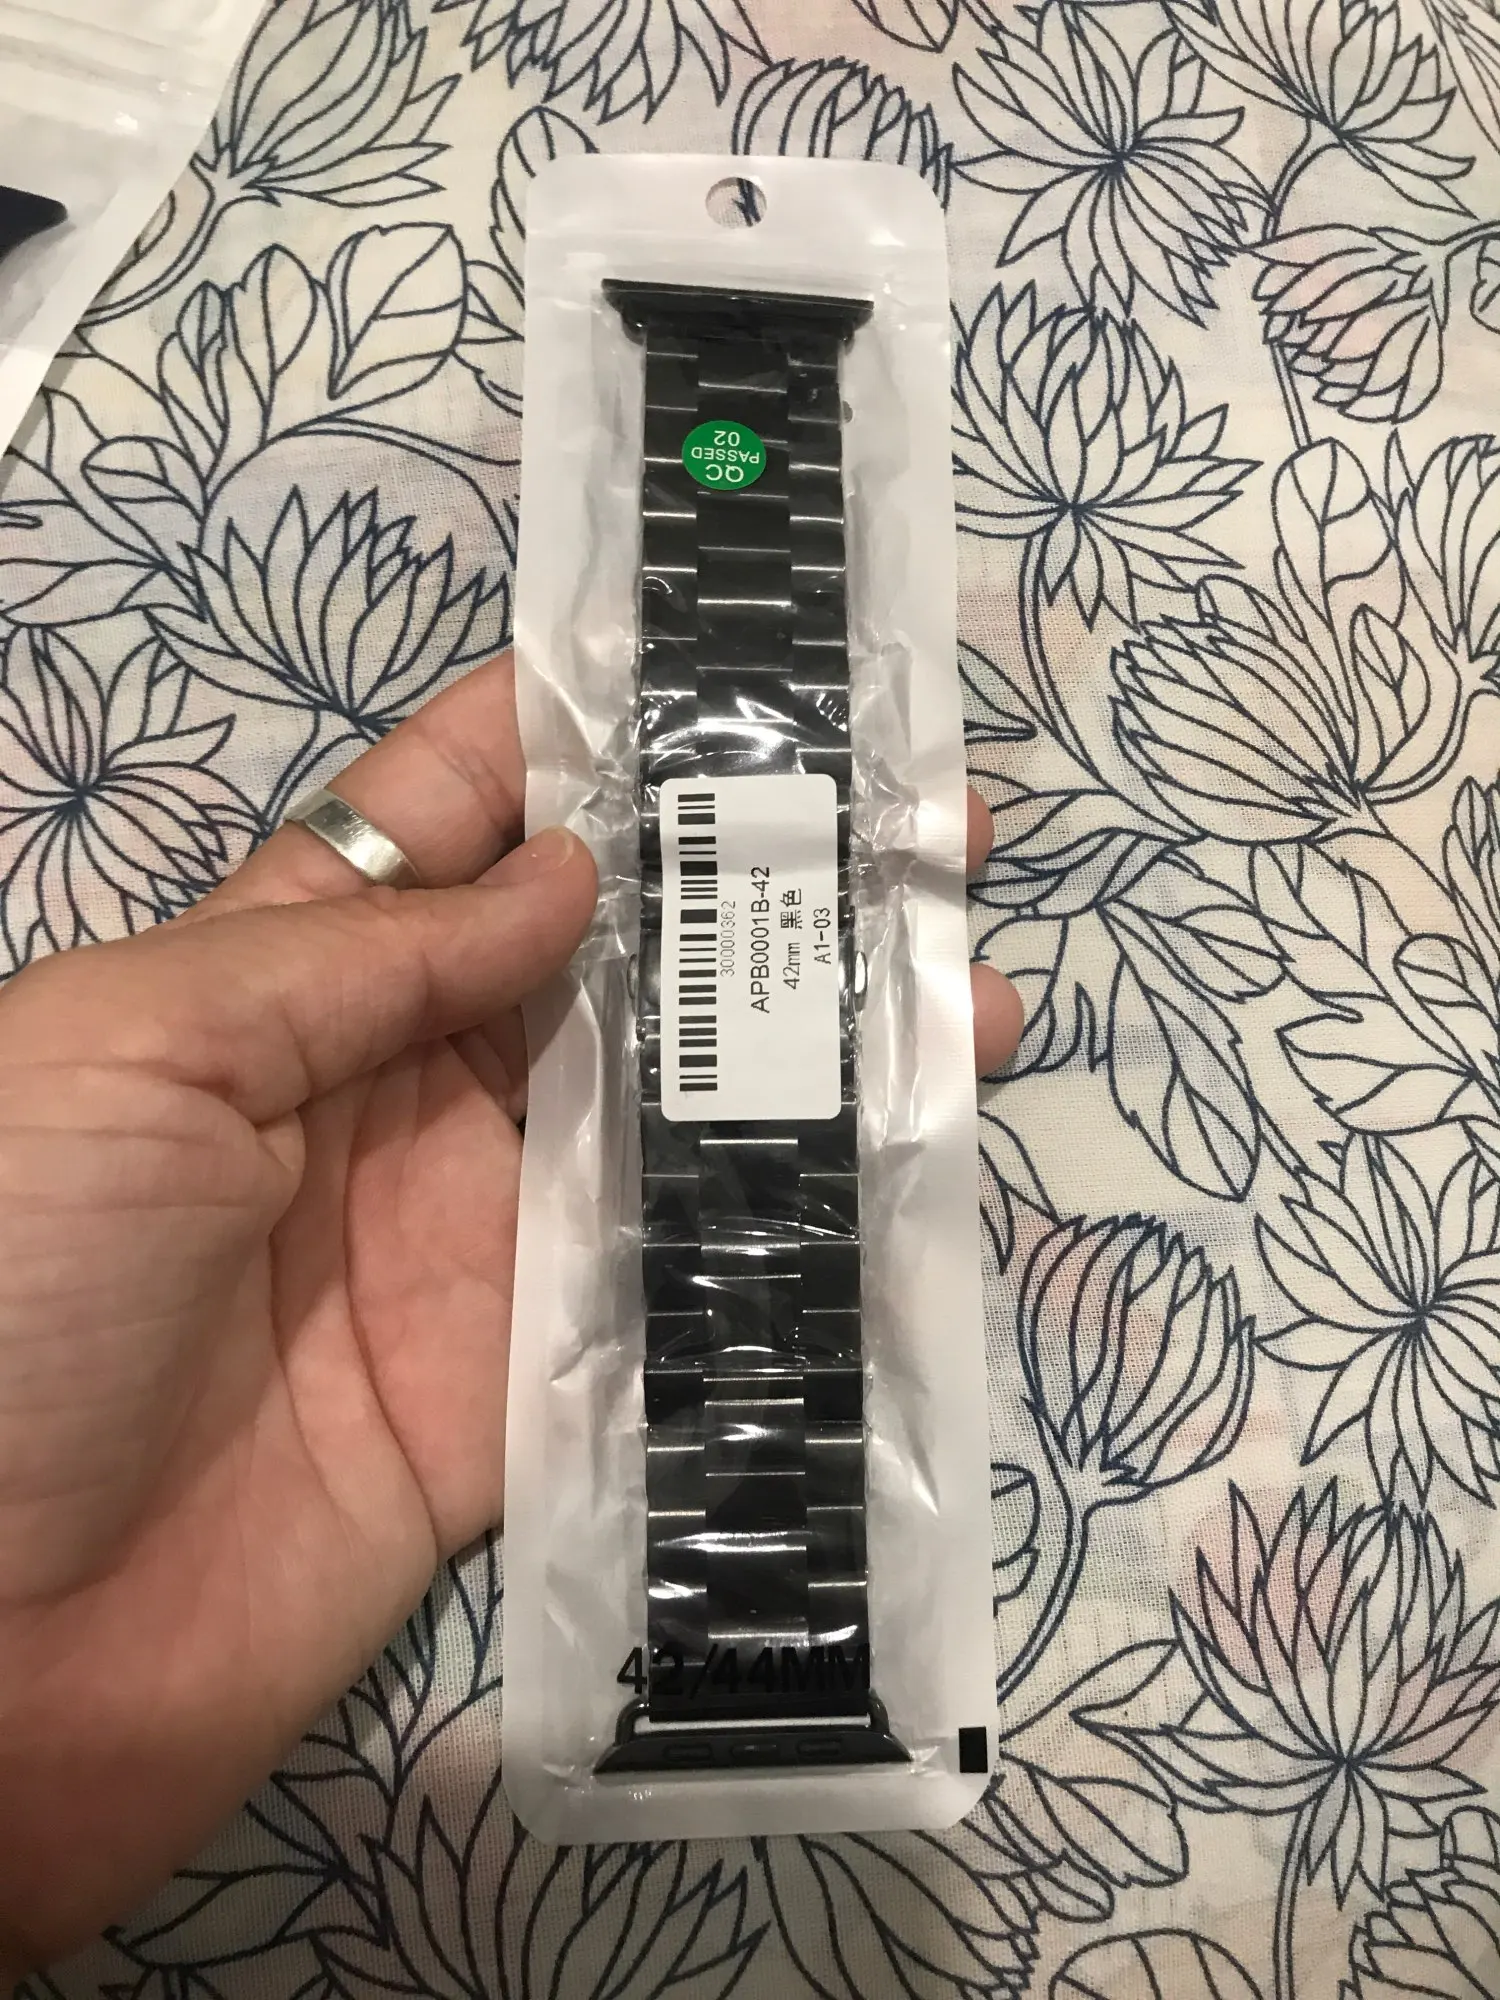 QC
PASSED
02
30000362
APB0001B-42
42mm 黑色
A1-03
42/44MM